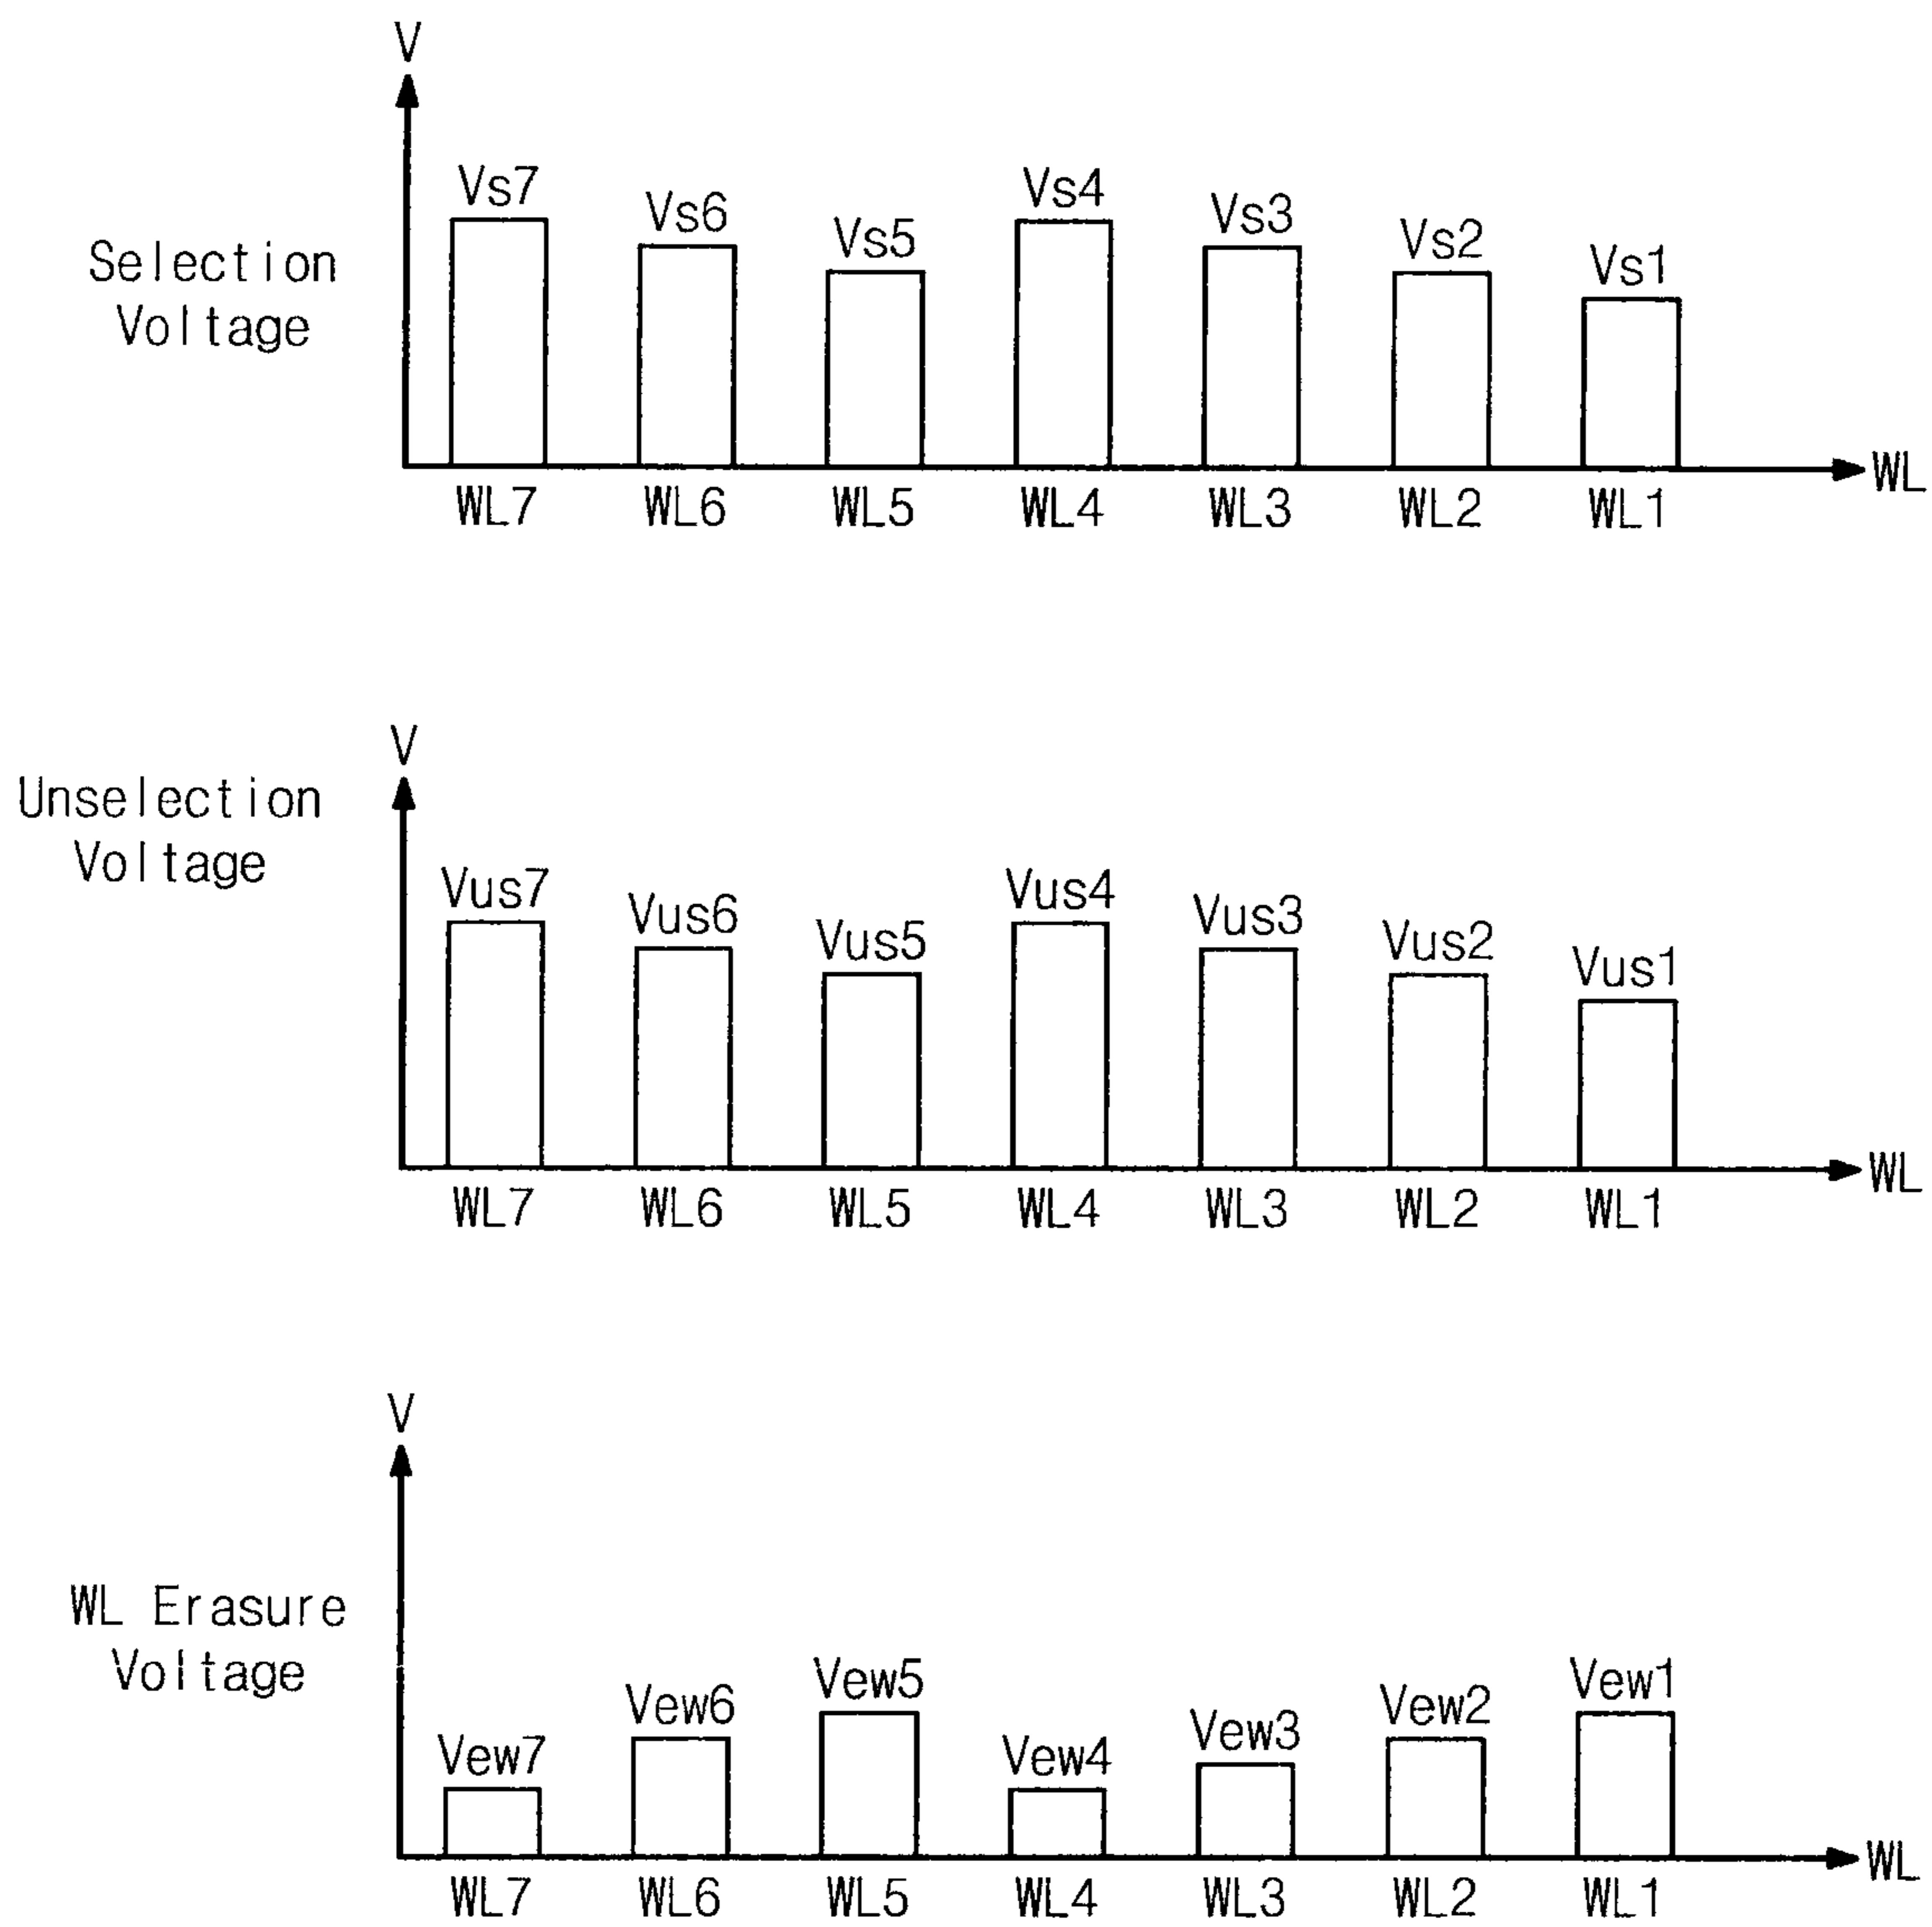 V
Vs7 Vs6 Vs5 Vs4 Vs3 Vs2 Vs1
Selection
Voltage
WL
WL7 WL6 WL5 WL4 WL3 WL2 WL1
V
Unselection
Voltage
Vus7 Vus6 Vus5 Vus4 Vus3 Vus2 Vus1
WL
WL7 WL6 WL5 WL4 WL3 WL2 WL1
V
WL Erasure
Voltage
Vew7 Vew6 Vew5 Vew4 Vew3 Vew2 Vew1
WL
WL7 WL6 WL5 WL4 WL3 WL2 WL1